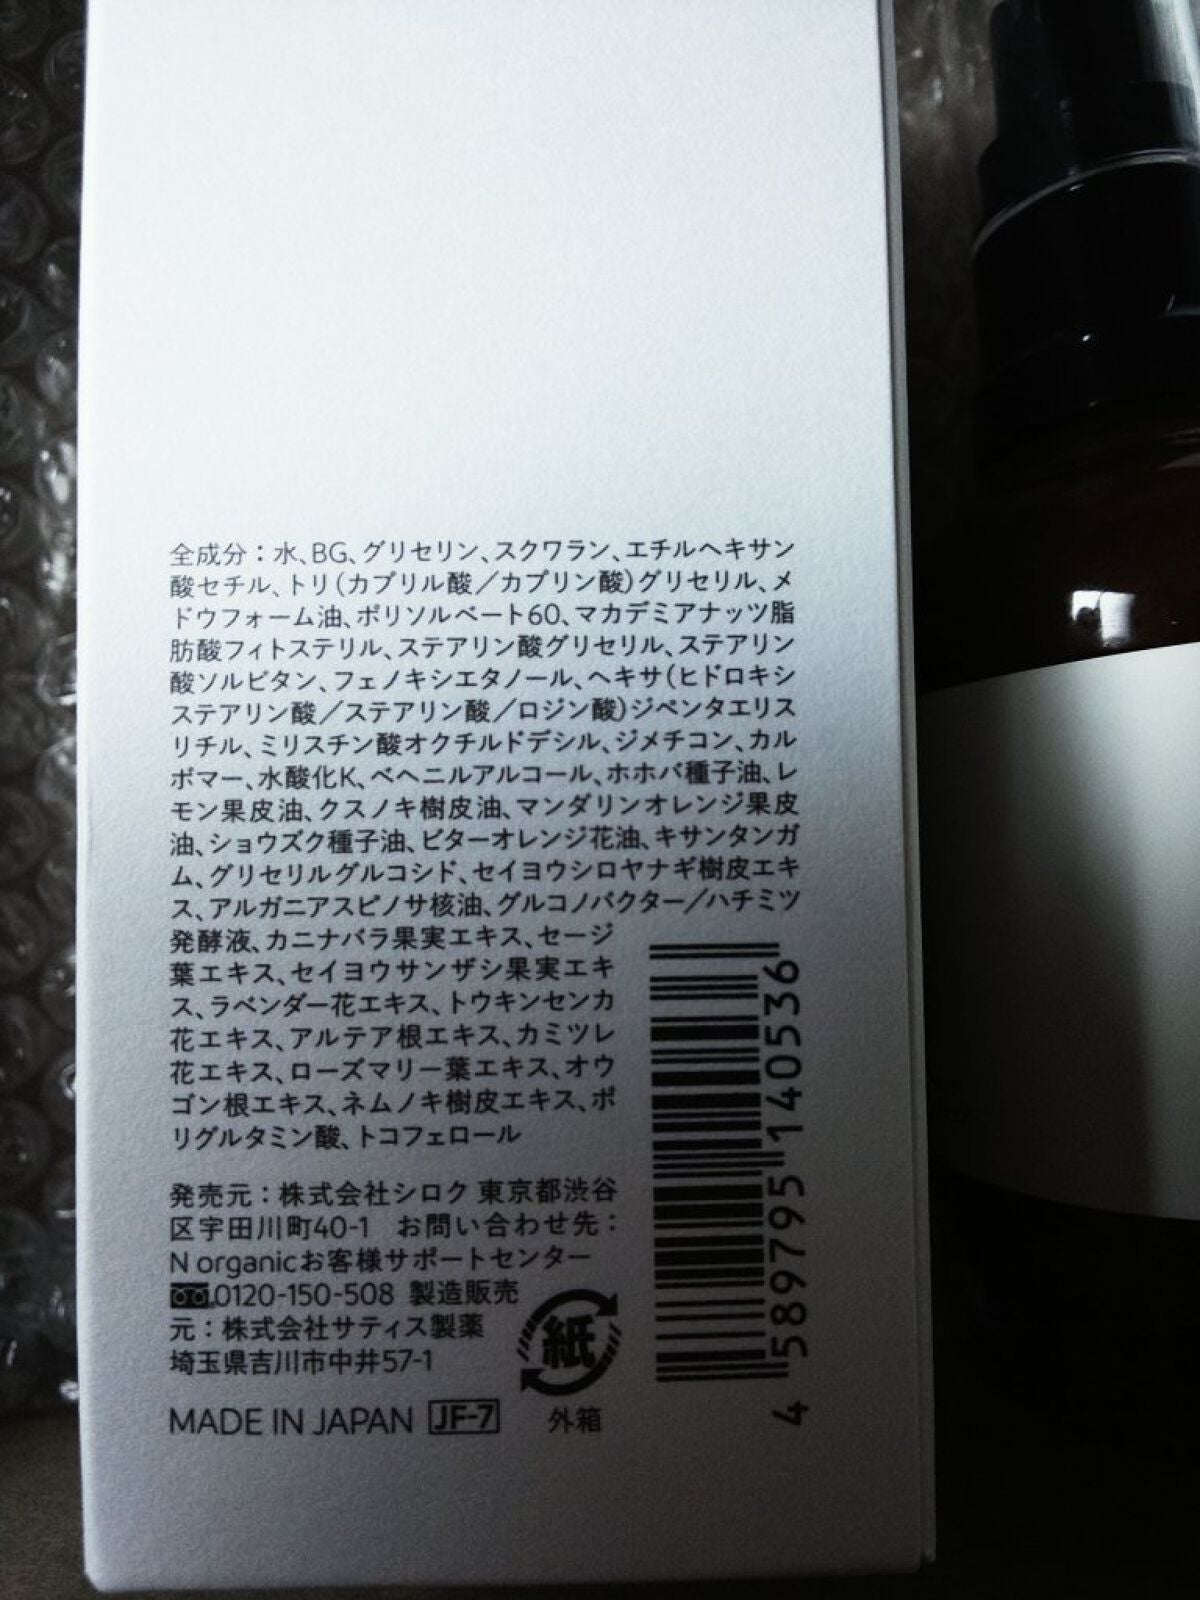 全成分：水、BG、グリセリン、スクワラン、エチルヘキサン
酸セチル、トリ(カプリル酸／カプリン酸)グリセリル、メ
ドウフォーム油、ポリソルベート60、マカデミアナッツ脂
肪酸フィトステリル、ステアリン酸グリセリル、ステアリン
酸ソルビタン、フェノキシエタノール、ヘキサ(ヒドロキシ
ステアリン酸／ステアリン酸／ロジン酸)ジペンタエリス
リチル、ミリスチン酸オクチルドデシル、ジメチコン、カル
ボマー、水酸化K、ベヘニルアルコール、ホホバ種子油、レ
モン果皮油、クスノキ樹皮油、マンダリンオレンジ果皮
油、ショウズク種子油、ビターオレンジ花油、キサンタンガ
ム、グリセリルグルコシド、セイヨウシロヤナギ樹皮エキ
ス、アルガニアスピノサ核油、グルコノバクター／ハチミツ
発酵液、カニナバラ果実エキス、セージ
葉エキス、セイヨウサンザシ果実エキ
ス、ラベンダー花エキス、トウキンセンカ
花エキス、アルテア根エキス、カミツレ
花エキス、ローズマリー葉エキス、オウ
ゴン根エキス、ネムノキ樹皮エキス、ポ
リグルタミン酸、トコフェロール
発売元：株式会社シロク 東京都渋谷
区宇田川町40-1 お問い合わせ先：
N organicお客様サポートセンター
0120-150-508 製造販売
元：株式会社サティス製薬
埼玉県吉川市中井57-1
MADE IN JAPAN JF-7
紙
外箱
4 589795 140536